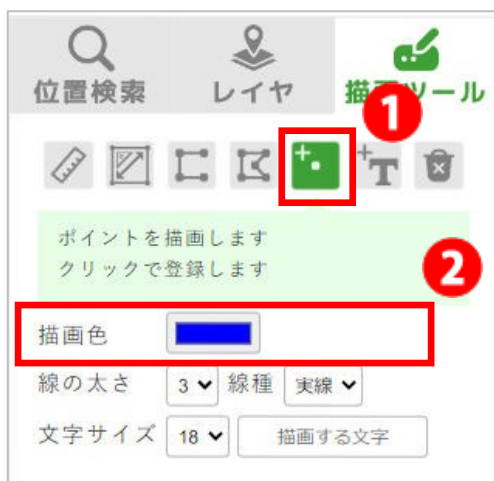 位置検索 レイヤ 描画ツール
1
+T
ポイントを描画します
クリックで登録します
2
描画色
線の太さ 3 線種 実線
文字サイズ 18 描画する文字